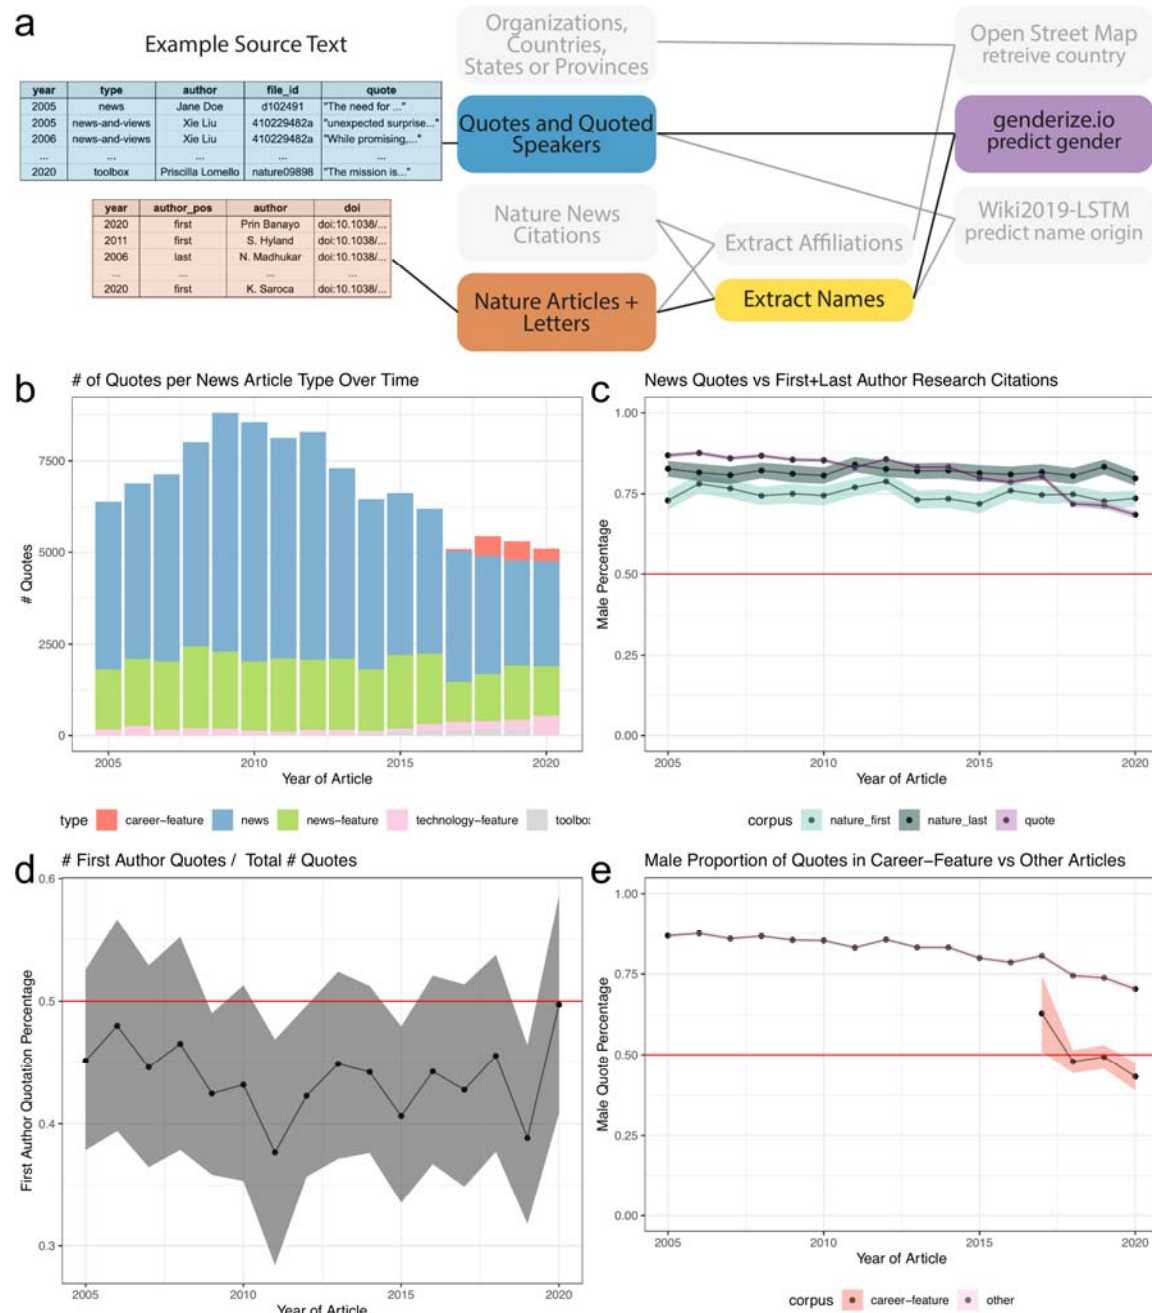 a
Example Source Text
year type author file_id quote
2005 news Jane Doe d102491 "The need for ..."
2005 news-and-views Xie Liu 410229482a "unexpected surprise..."
2006 news-and-views Xie Liu 410229482a "While promising,..."
... ... ... ... ...
2020 toolbox Priscilla Lomello nature09898 "The mission is..."
year author_pos author doi
2020 first Prin Banayo doi:10.1038/...
2011 first S. Hyland doi:10.1038/...
2006 last N. Madhukar doi:10.1038/...
... ... ... ...
2020 first K. Saroca doi:10.1038/...
Organizations,
Countries,
States or Provinces
Quotes and Quoted
Speakers
Nature News
Citations
Nature Articles +
Letters
Extract Affiliations
Extract Names
Open Street Map
retreive country
genderize.io
predict gender
Wiki2019-LSTM
predict name origin
b
# of Quotes per News Article Type Over Time
# Quotes
7500
5000
2500
0
2005 2010 2015 2020
Year of Article
type career-feature news news-feature technology-feature toolbo
c
News Quotes vs First+Last Author Research Citations
Male Percentage
1.00
0.75
0.50
0.25
0.00
2005 2010 2015 2020
Year of Article
corpus nature_first nature_last quote
d
# First Author Quotes / Total # Quotes
First Author Quotation Percentage
0.6
0.5
0.4
0.3
2005 2010 2015 2020
Year of Article
e
Male Proportion of Quotes in Career-Feature vs Other Articles
Male Quote Percentage
1.00
0.75
0.50
0.25
0.00
2005 2010 2015 2020
Year of Article
corpus career-feature other